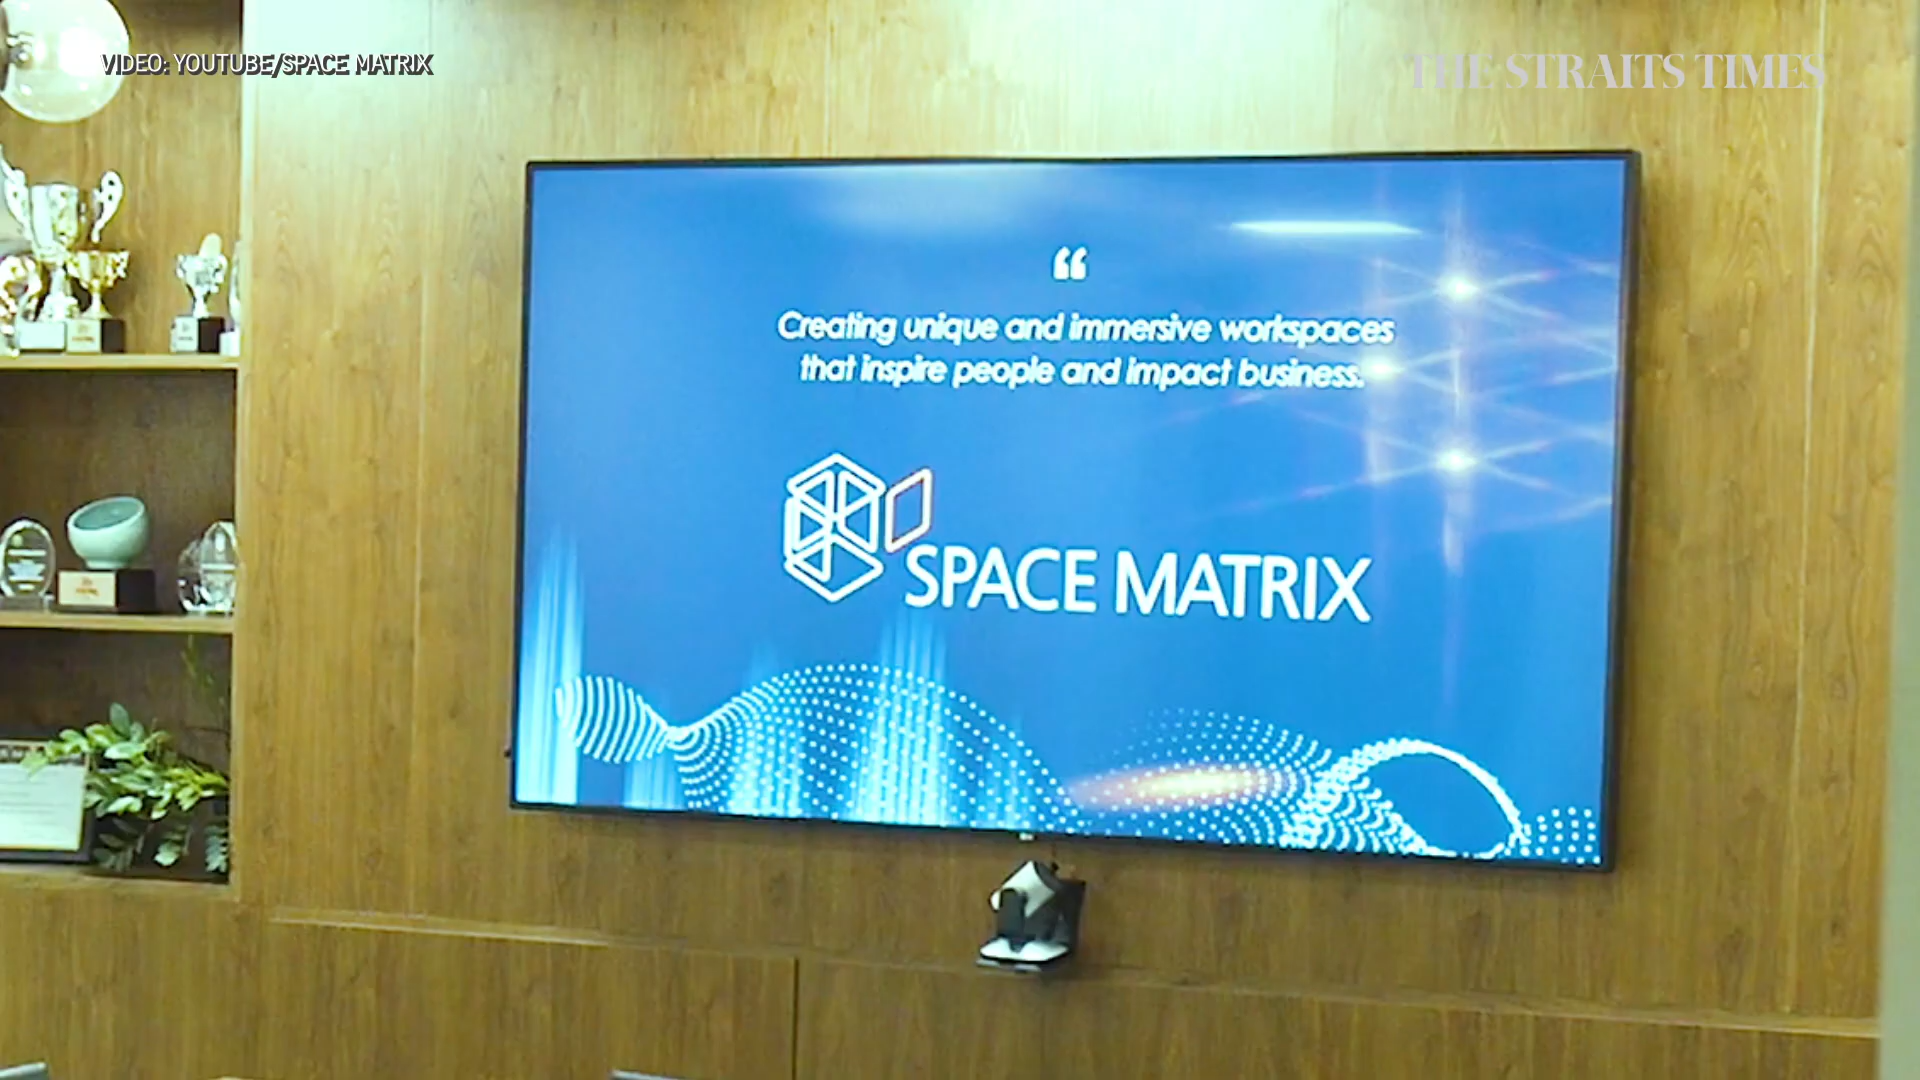 VIDEO: YOUTUBE/SPACE MATRIX
THE STRAITS TIMES
“
Creating unique and immersive workspaces
that inspire people and impact business.
SPACE MATRIX